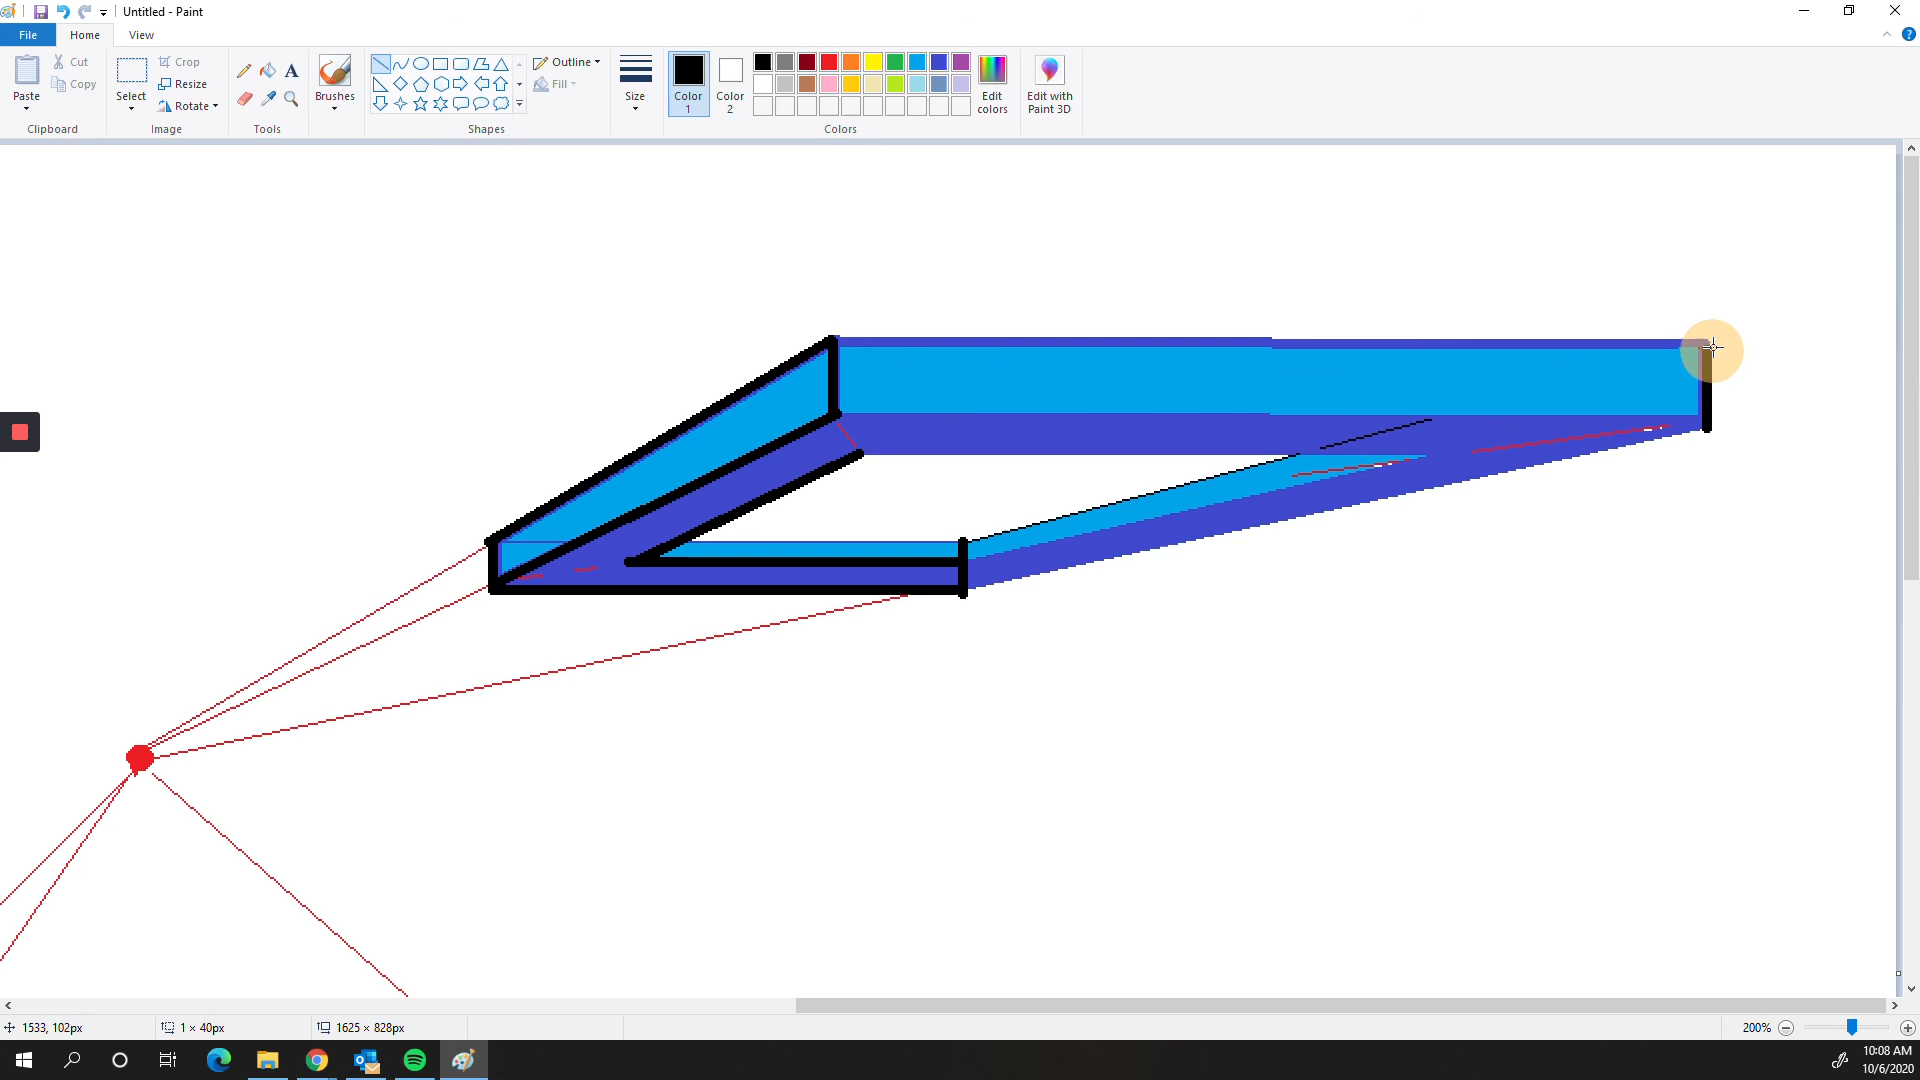 Untitled - Paint
File Home View
Paste
Cut
Copy
Clipboard
Select
Crop
Resize
Rotate
Image
Tools
Brushes
Outline
Fill
Shapes
Size
Color 1
Color 2
Edit colors
Colors
Edit with Paint 3D
1533, 102px
1 × 40px
1625 × 828px
200%
10:08 AM
10/6/2020